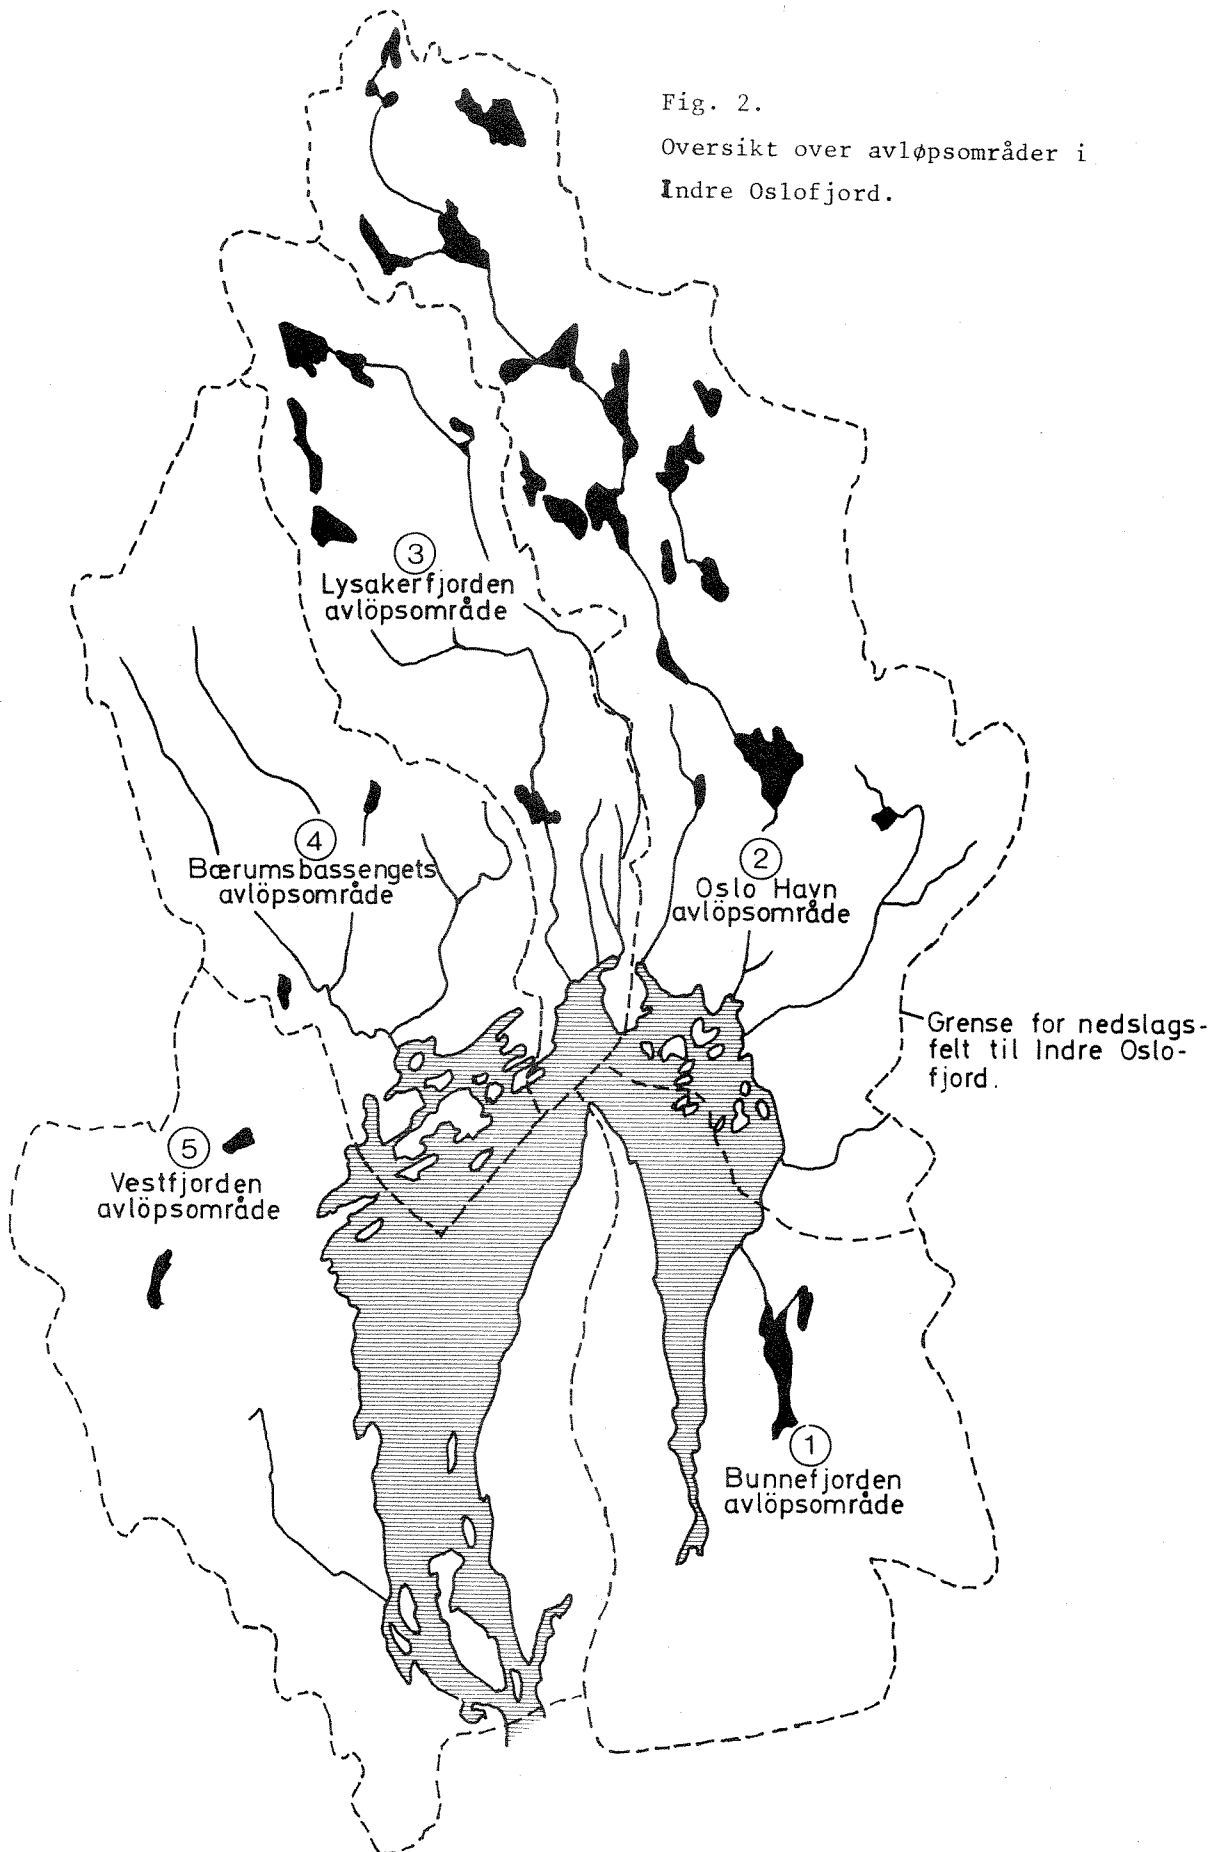 Fig. 2.
Oversikt over avløpsområder i
Indre Oslofjord.
3
Lysakerfjorden
avlöpsområde
4
Bærumsbassengets
avlöpsområde
2
Oslo Havn
avlöpsområde
Grense for nedslags-
felt til Indre Oslo-
fjord.
5
Vestfjorden
avlöpsområde
1
Bunnefjorden
avlöpsområde